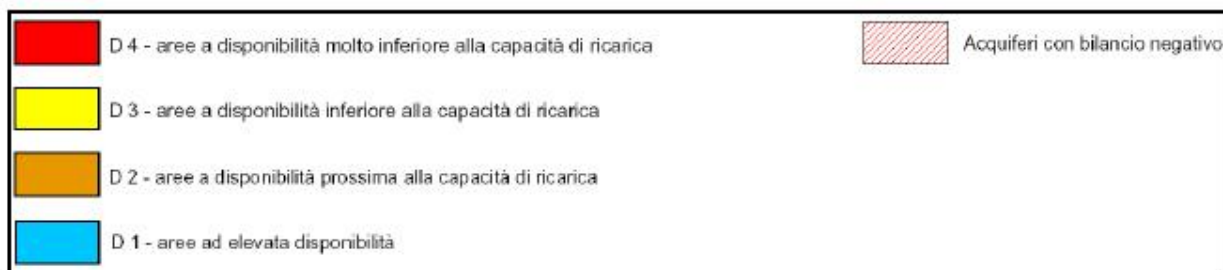 D 4 - aree a disponibilità molto inferiore alla capacità di ricarica
Acquiferi con bilancio negativo
D 3 - aree a disponibilità inferiore alla capacità di ricarica
D 2 - aree a disponibilità prossima alla capacità di ricarica
D 1 - aree ad elevata disponibilità